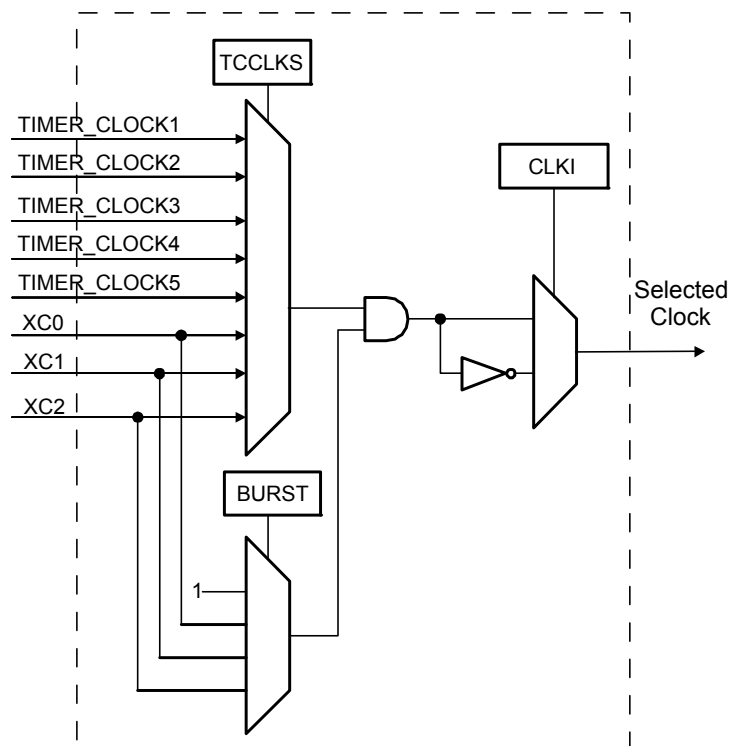 TCCLKS
TIMER_CLOCK1
TIMER_CLOCK2
TIMER_CLOCK3
TIMER_CLOCK4
TIMER_CLOCK5
XC0
XC1
XC2
CLKI
Selected
Clock
BURST
1